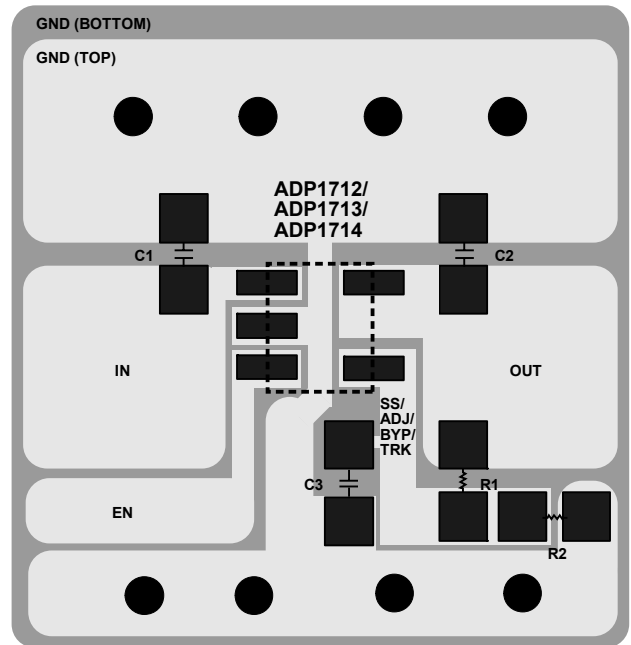 GND (BOTTOM)
GND (TOP)
ADP1712/
ADP1713/
ADP1714
C1
C2
IN
OUT
SS/
ADJ/
BYP/
TRK
C3
R1
EN
R2